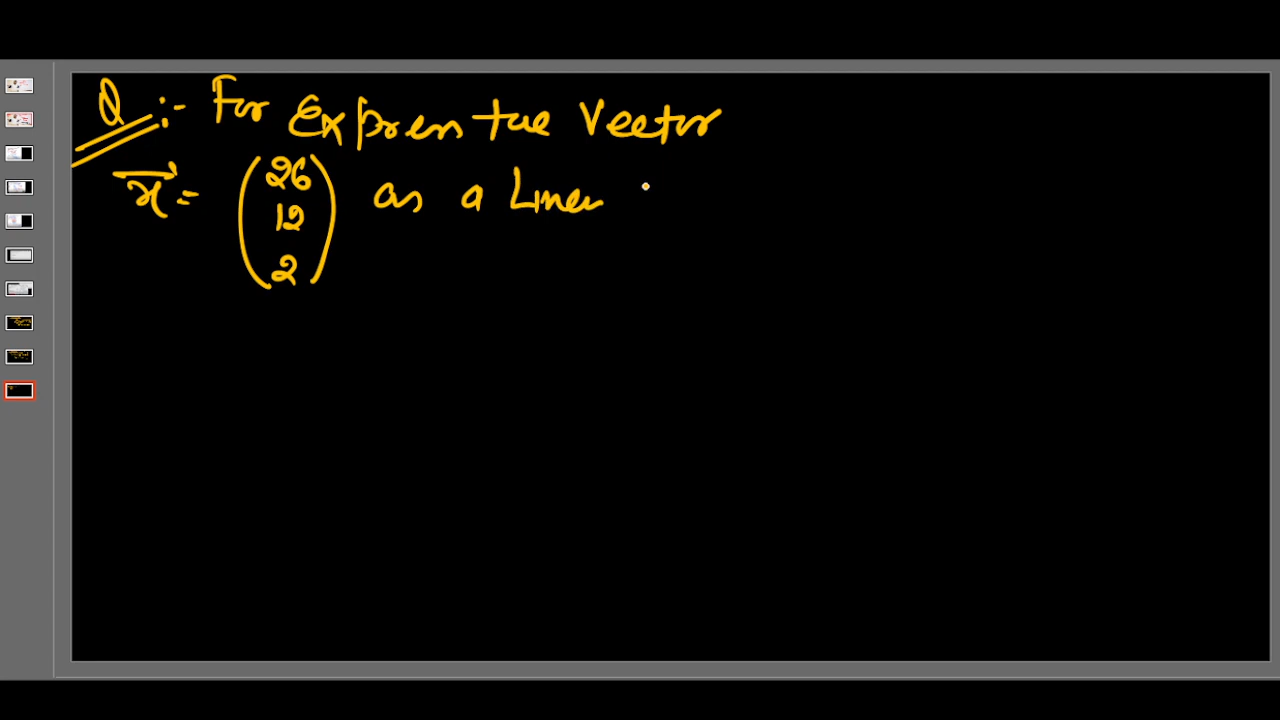 Q :- For Express the Vector
x⃗ = (26 12 2) as a Linear